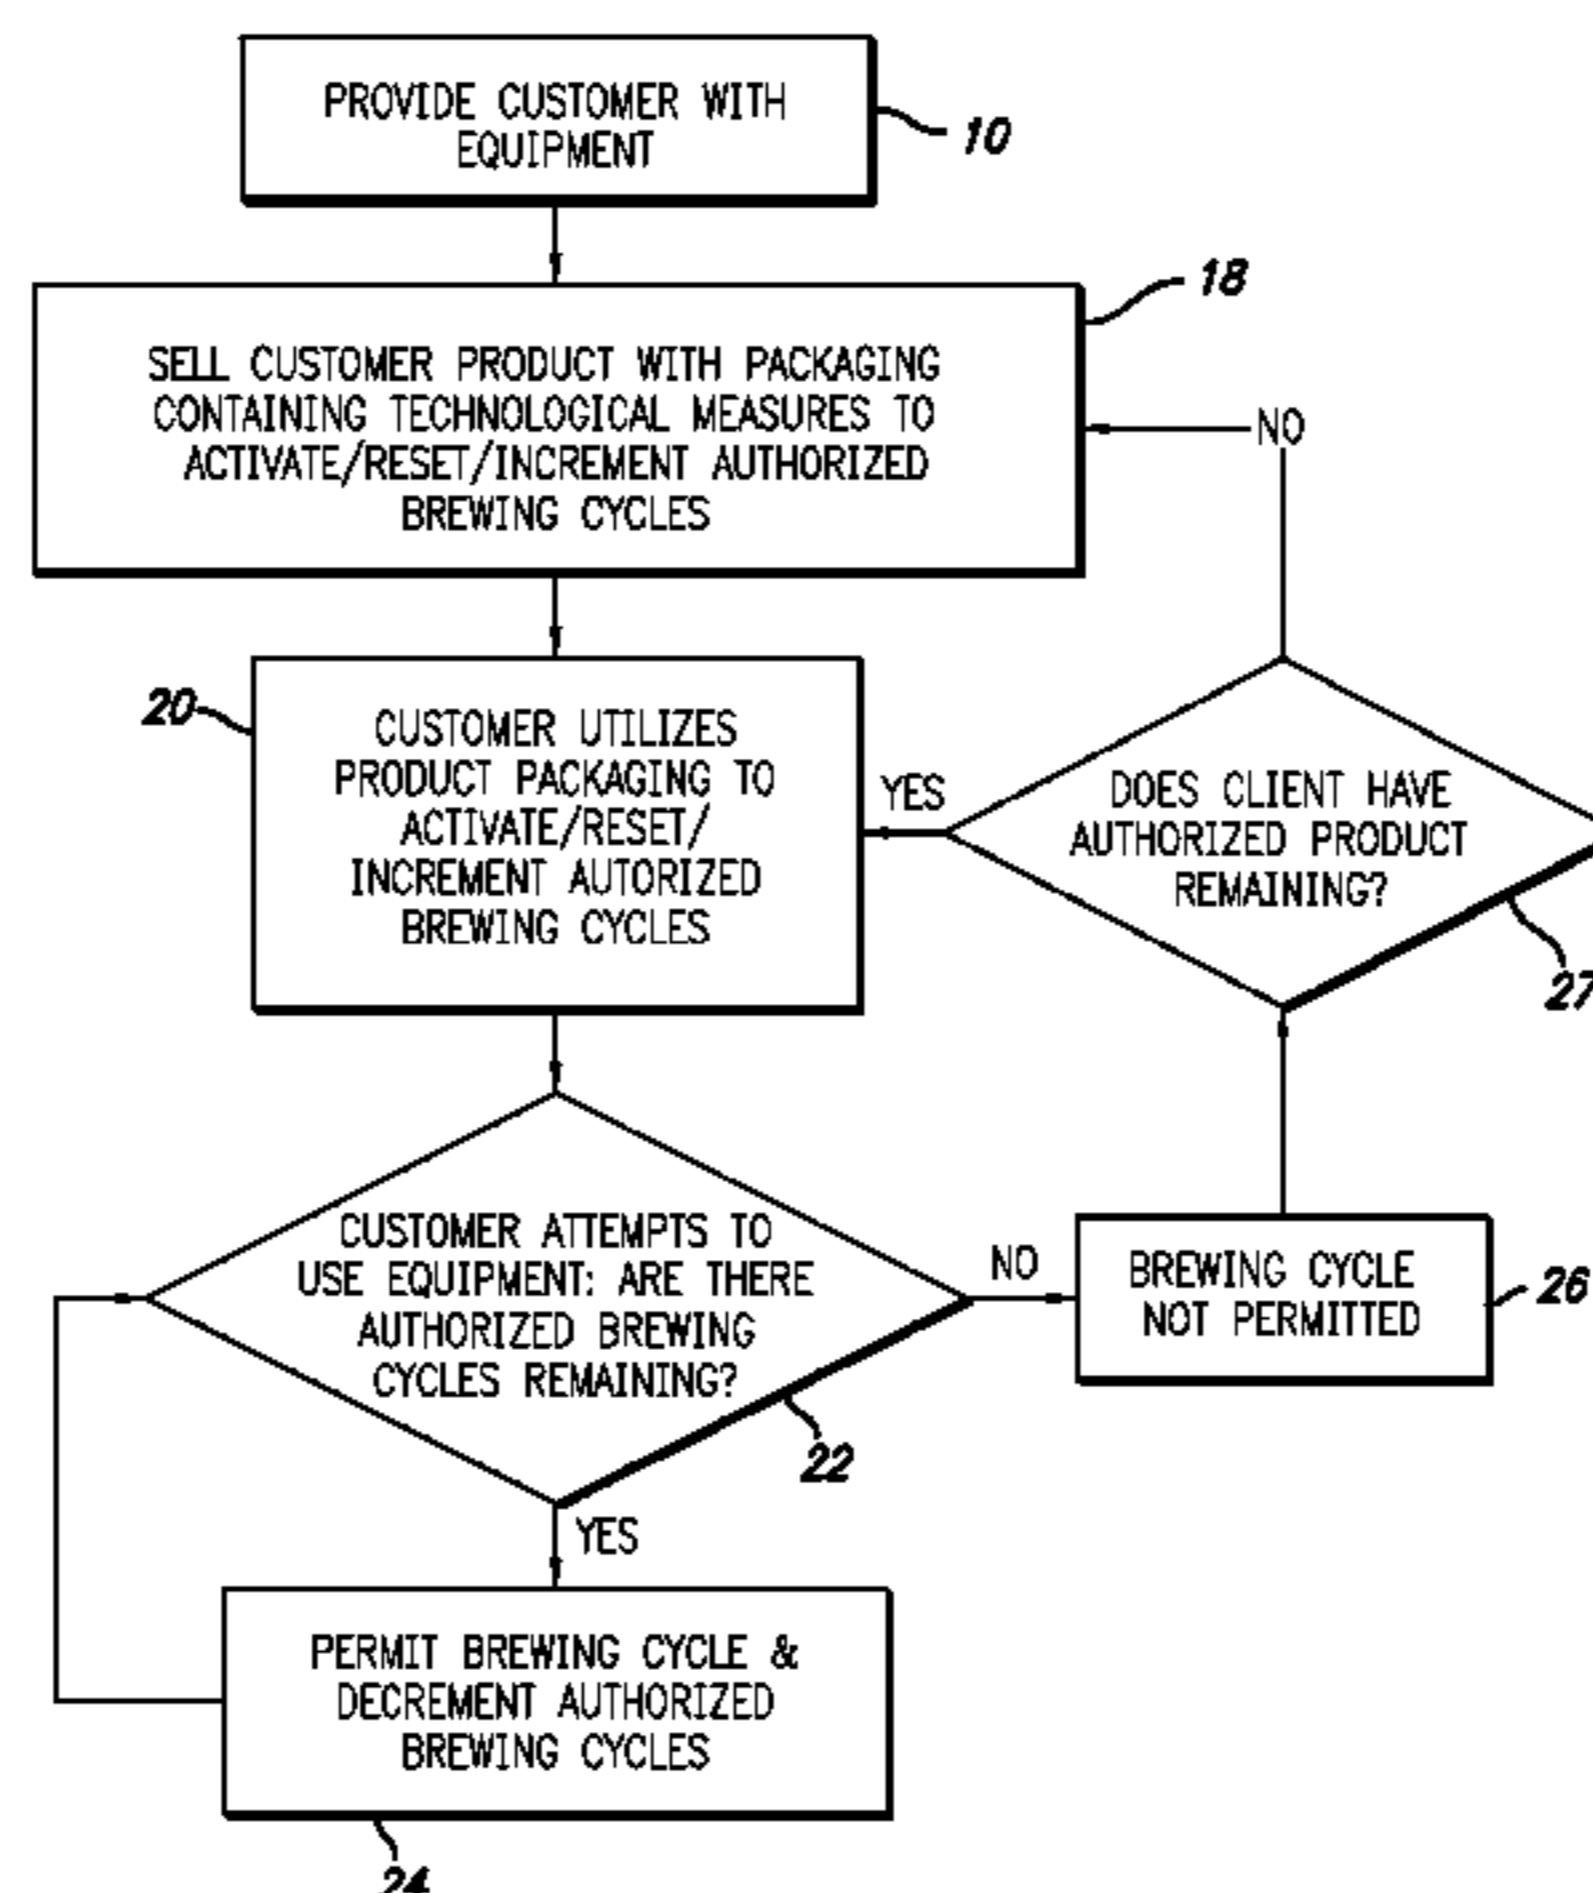 PROVIDE CUSTOMER WITH
EQUIPMENT
10
SELL CUSTOMER PRODUCT WITH PACKAGING
CONTAINING TECHNOLOGICAL MEASURES TO
ACTIVATE/RESET/INCREMENT AUTHORIZED
BREWING CYCLES
18
NO
20
CUSTOMER UTILIZES
PRODUCT PACKAGING TO
ACTIVATE/RESET/
INCREMENT AUTORIZED
BREWING CYCLES
YES
DOES CLIENT HAVE
AUTHORIZED PRODUCT
REMAINING?
27
CUSTOMER ATTEMPTS TO
USE EQUIPMENT: ARE THERE
AUTHORIZED BREWING
CYCLES REMAINING?
22
NO
BREWING CYCLE
NOT PERMITTED
26
YES
PERMIT BREWING CYCLE &
DECREMENT AUTHORIZED
BREWING CYCLES
24